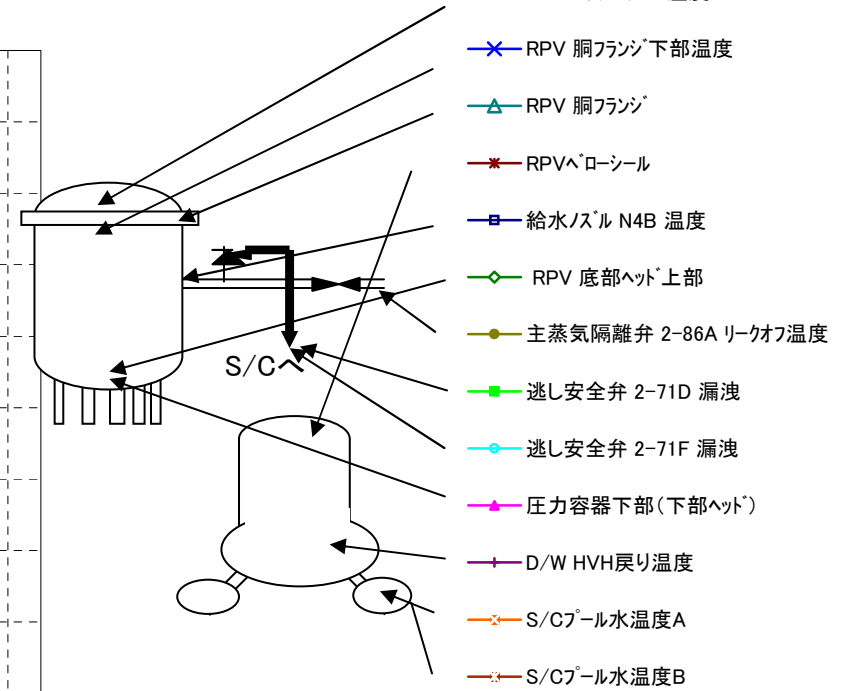 RPV 胴フランジ下部温度
RPV 胴フランジ
RPVベローシール
給水ノズル N4B 温度
RPV 底部ヘッド上部
主蒸気隔離弁 2-86A リークオフ温度
S/Cへ
逃し安全弁 2-71D 漏洩
逃し安全弁 2-71F 漏洩
圧力容器下部(下部ヘッド)
D/W HVH戻り温度
S/Cプール水温度A
S/Cプール水温度B